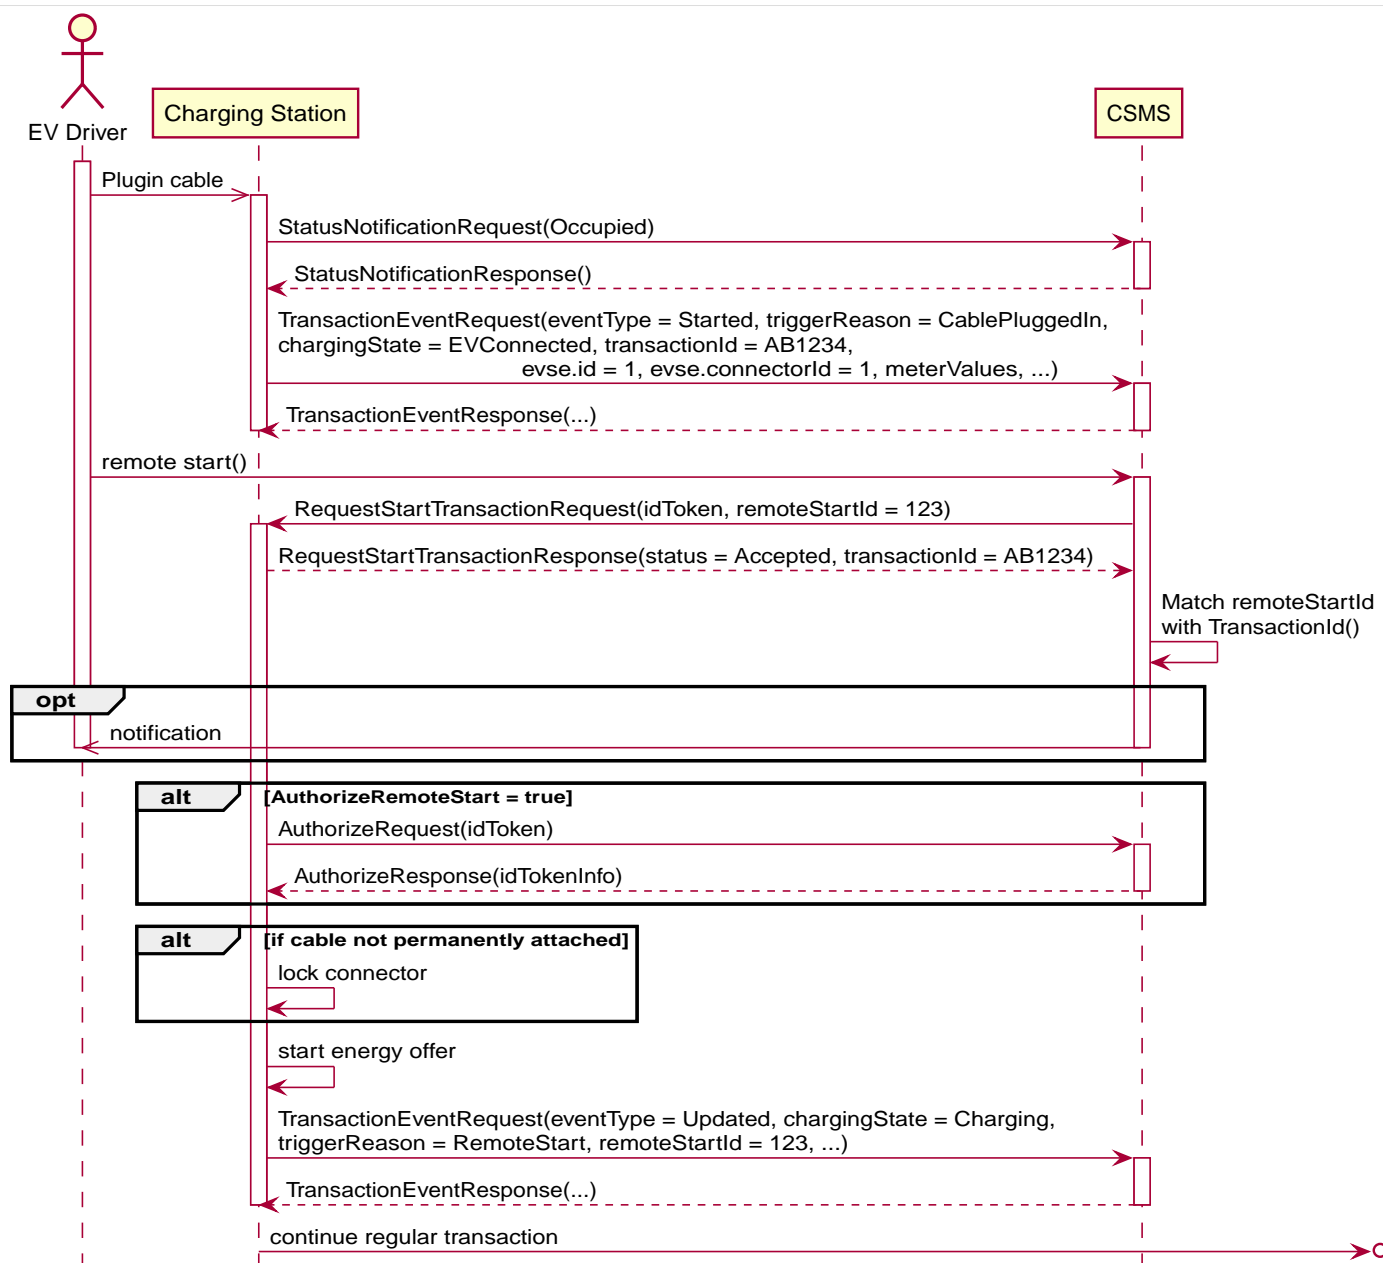 EV Driver
Charging Station
CSMS
Plugin cable
StatusNotificationRequest(Occupied)
StatusNotificationResponse()
TransactionEventRequest(eventType = Started, triggerReason = CablePluggedIn,
chargingState = EVConnected, transactionId = AB1234,
evse.id = 1, evse.connectorId = 1, meterValues, ...)
TransactionEventResponse(...)
remote start()
RequestStartTransactionRequest(idToken, remoteStartId = 123)
RequestStartTransactionResponse(status = Accepted, transactionId = AB1234)
Match remoteStartId
with TransactionId()
opt
notification
alt [AuthorizeRemoteStart = true]
AuthorizeRequest(idToken)
AuthorizeResponse(idTokenInfo)
alt [if cable not permanently attached]
lock connector
start energy offer
TransactionEventRequest(eventType = Updated, chargingState = Charging,
triggerReason = RemoteStart, remoteStartId = 123, ...)
TransactionEventResponse(...)
continue regular transaction